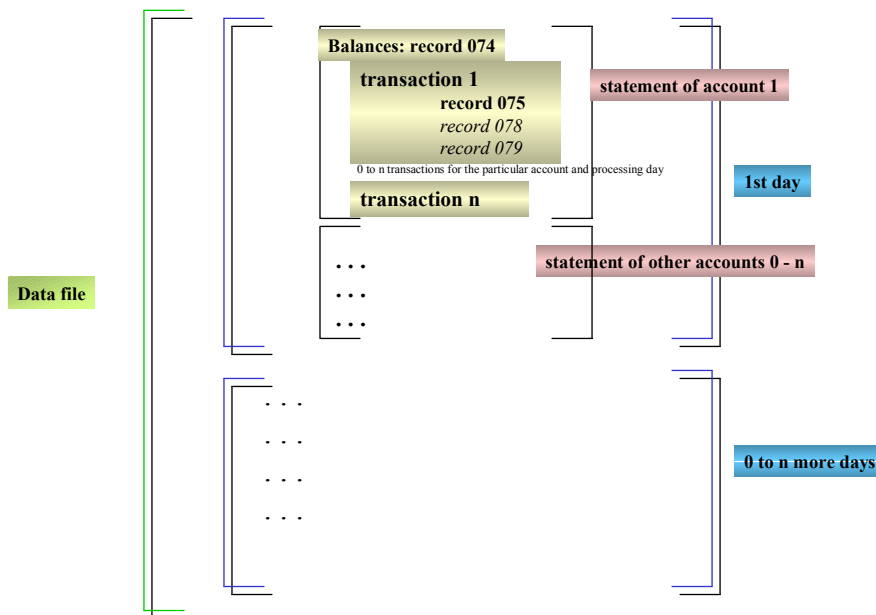 Balances: record 074
transaction 1
record 075
record 078
record 079
statement of account 1
0 to n transactions for the particular account and processing day
1st day
transaction n
statement of other accounts 0 - n
...
...
...
Data file
. . .
. . .
. . .
. . .
0 to n more days